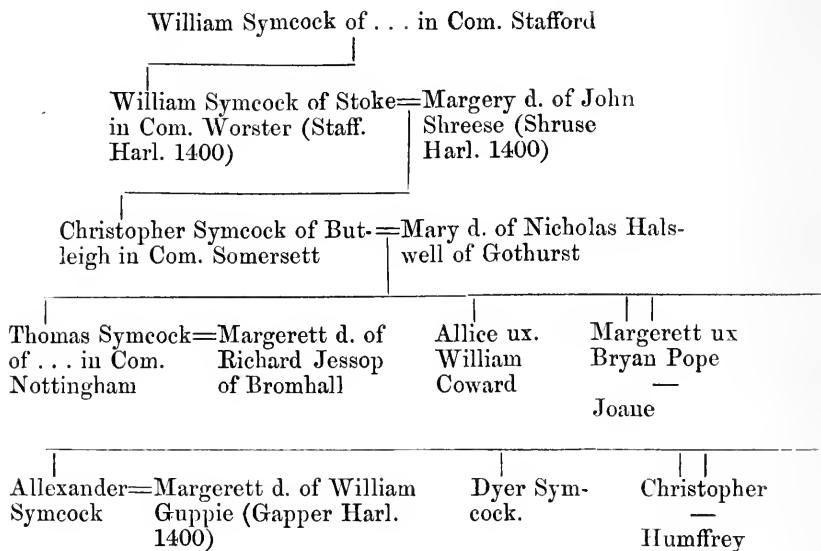 William Symcock of . . . in Com. Stafford
William Symcock of Stoke=Margery d. of John
in Com. Worster (Staff. Shreese (Shruse
Harl. 1400) Harl. 1400)
Christopher Symcock of But-=Mary d. of Nicholas Hals-
leigh in Com. Somersett well of Gothurst
Thomas Symcock=Margerett d. of Allice ux. Margerett ux
of . . . in Com. Richard Jessop William Bryan Pope
Nottingham of Bromhall Coward —
Joane
Allexander=Margerett d. of William Dyer Sym- Christopher
Symcock Guppie (Gapper Harl. cock. —
1400) Humffrey